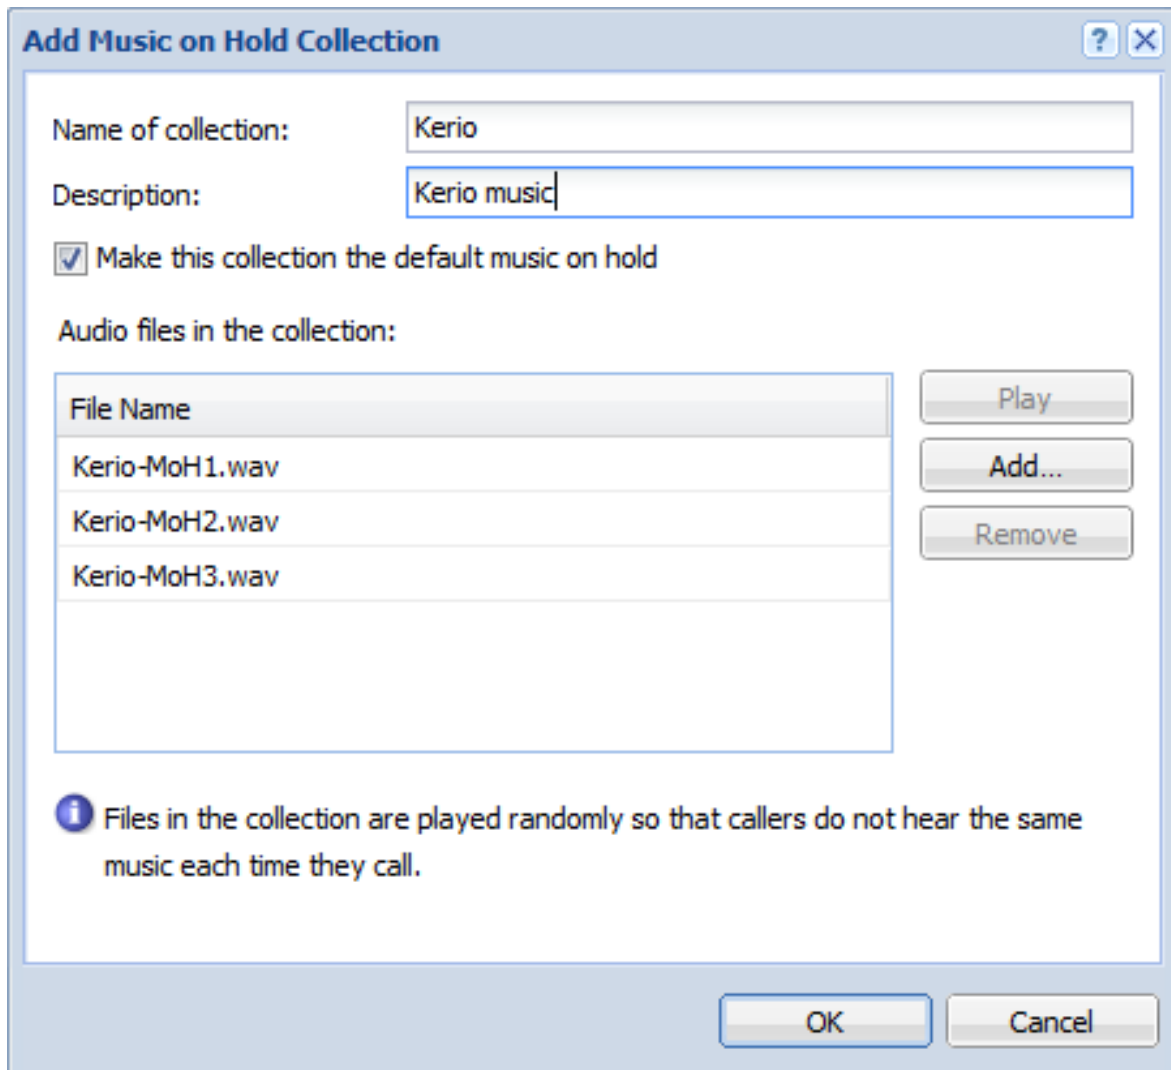 Add Music on Hold Collection ?
Name of collection: Kerio
Description: Kerio music
Make this collection the default music on hold
Audio files in the collection:
File Name
Kerio-MoH1.wav
Kerio-MoH2.wav
Kerio-MoH3.wav
Play
Add...
Remove
Files in the collection are played randomly so that callers do not hear the same
music each time they call.
OK Cancel